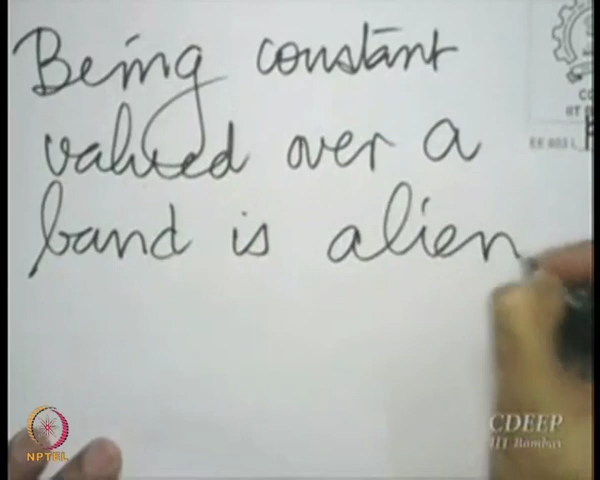 Being constant
valued over a
band is alien
NPTEL
CDEEP
IIT Bombay